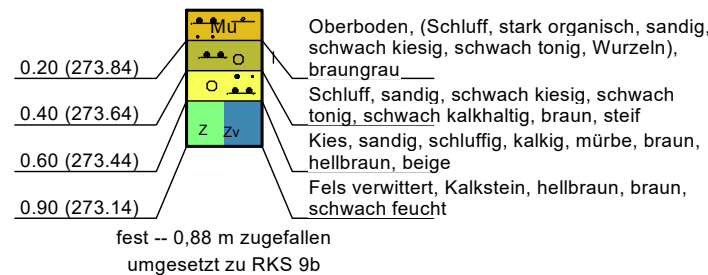 Mu
0.20 (273.84)
0.40 (273.64)
0.60 (273.44)
Z Zv
0.90 (273.14)
Oberboden, (Schluff, stark organisch, sandig,
schwach kiesig, schwach tonig, Wurzeln),
braungrau
Schluff, sandig, schwach kiesig, schwach
tonig, schwach kalkhaltig, braun, steif
Kies, sandig, schluffig, kalkig, mürbe, braun,
hellbraun, beige
Fels verwittert, Kalkstein, hellbraun, braun,
schwach feucht
fest -- 0,88 m zugefallen
umgesetzt zu RKS 9b